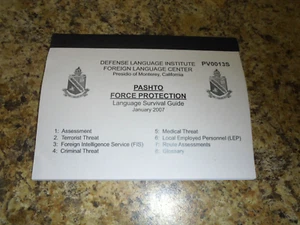 DEFENSE LANGUAGE INSTITUTE PV0013S
FOREIGN LANGUAGE CENTER
Presidio of Monterey, California
PASHTO
FORCE PROTECTION
Language Survival Guide
January 2007
1: Assessment
2: Terrorist Threat
3: Foreign Intelligence Service (FIS)
4: Criminal Threat
5: Medical Threat
6: Local Employed Personnel (LEP)
7: Route Assessments
8: Glossary